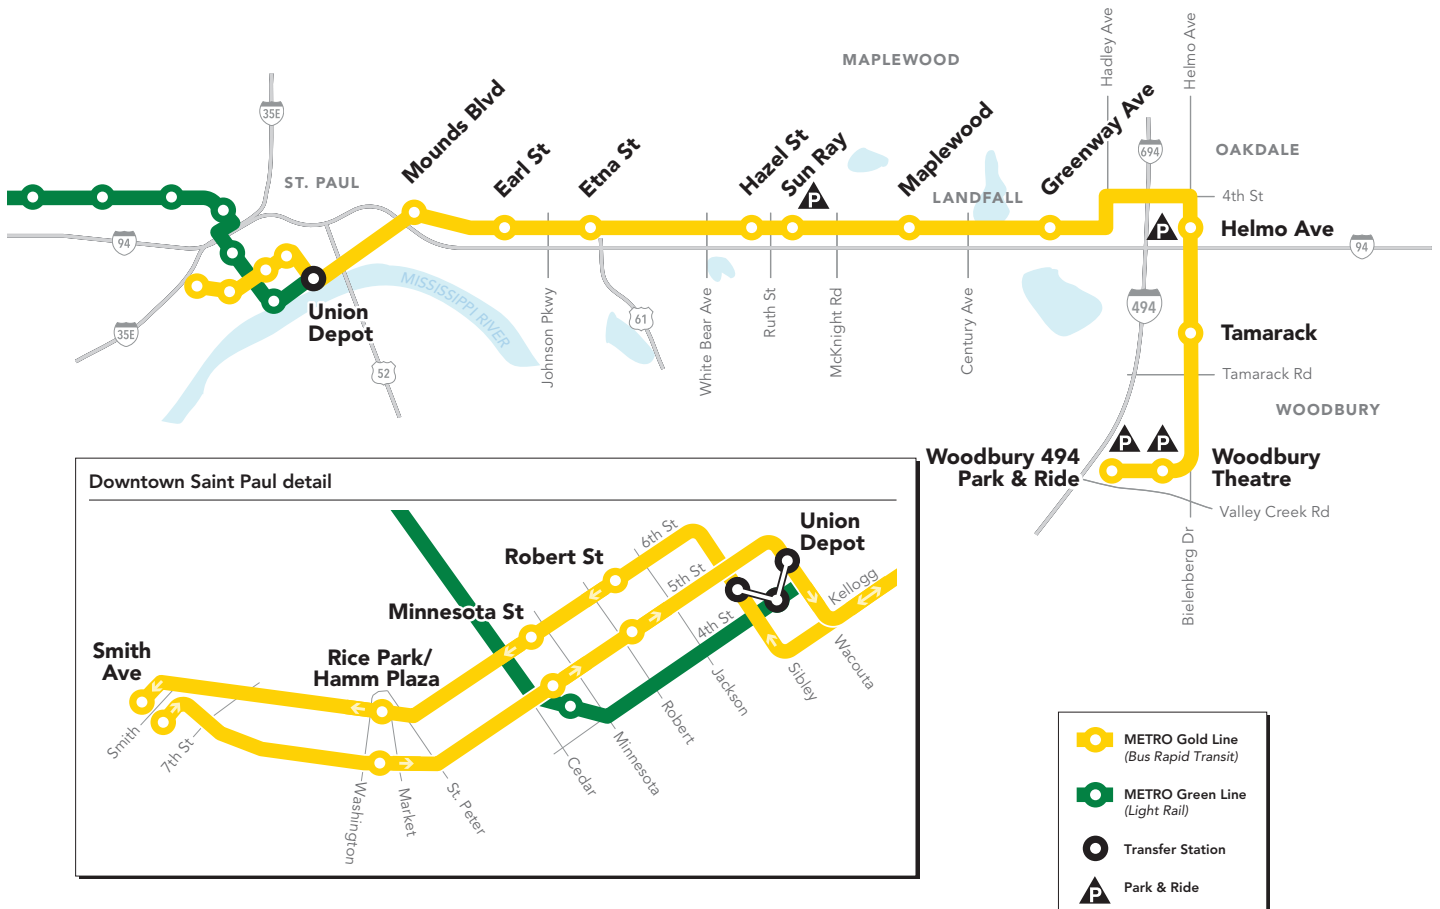 MAPLEWOOD
Hadley Ave
Helmo Ave
35E
Mounds Blvd
Earl St
Etna St
Hazel St
Sun Ray
P
Maplewood
Greenway Ave
694
OAKDALE
ST. PAUL
LANDFALL
4th St
P
Helmo Ave
94
94
MISSISSIPPI RIVER
Union
Depot
35E
52
61
Johnson Pkwy
White Bear Ave
Ruth St
McKnight Rd
Century Ave
494
Tamarack
Tamarack Rd
WOODBURY
P
P
Woodbury 494
Park & Ride
Woodbury
Theatre
Valley Creek Rd
Bielenberg Dr
Downtown Saint Paul detail
Union
Depot
6th St
Robert St
5th St
Kellogg
Minnesota St
4th St
Smith
Ave
Rice Park/
Hamm Plaza
Wacouta
Sibley
Jackson
Robert
Minnesota
Cedar
Smith
7th St
Washington
Market
St. Peter
METRO Gold Line
(Bus Rapid Transit)
METRO Green Line
(Light Rail)
Transfer Station
P
Park & Ride